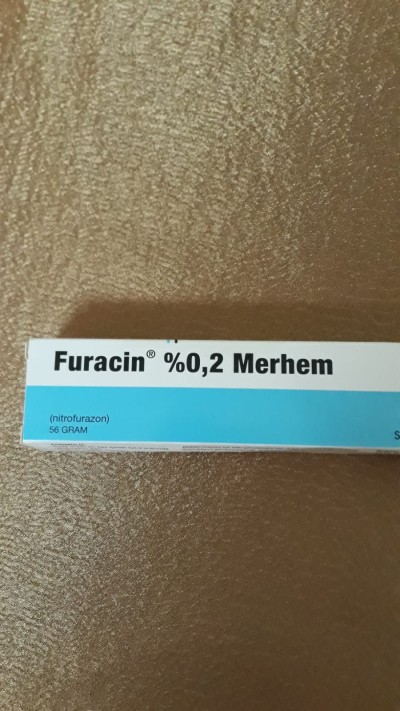 Furacin® %0,2 Merhem
(nitrofurazon)
56 GRAM
S